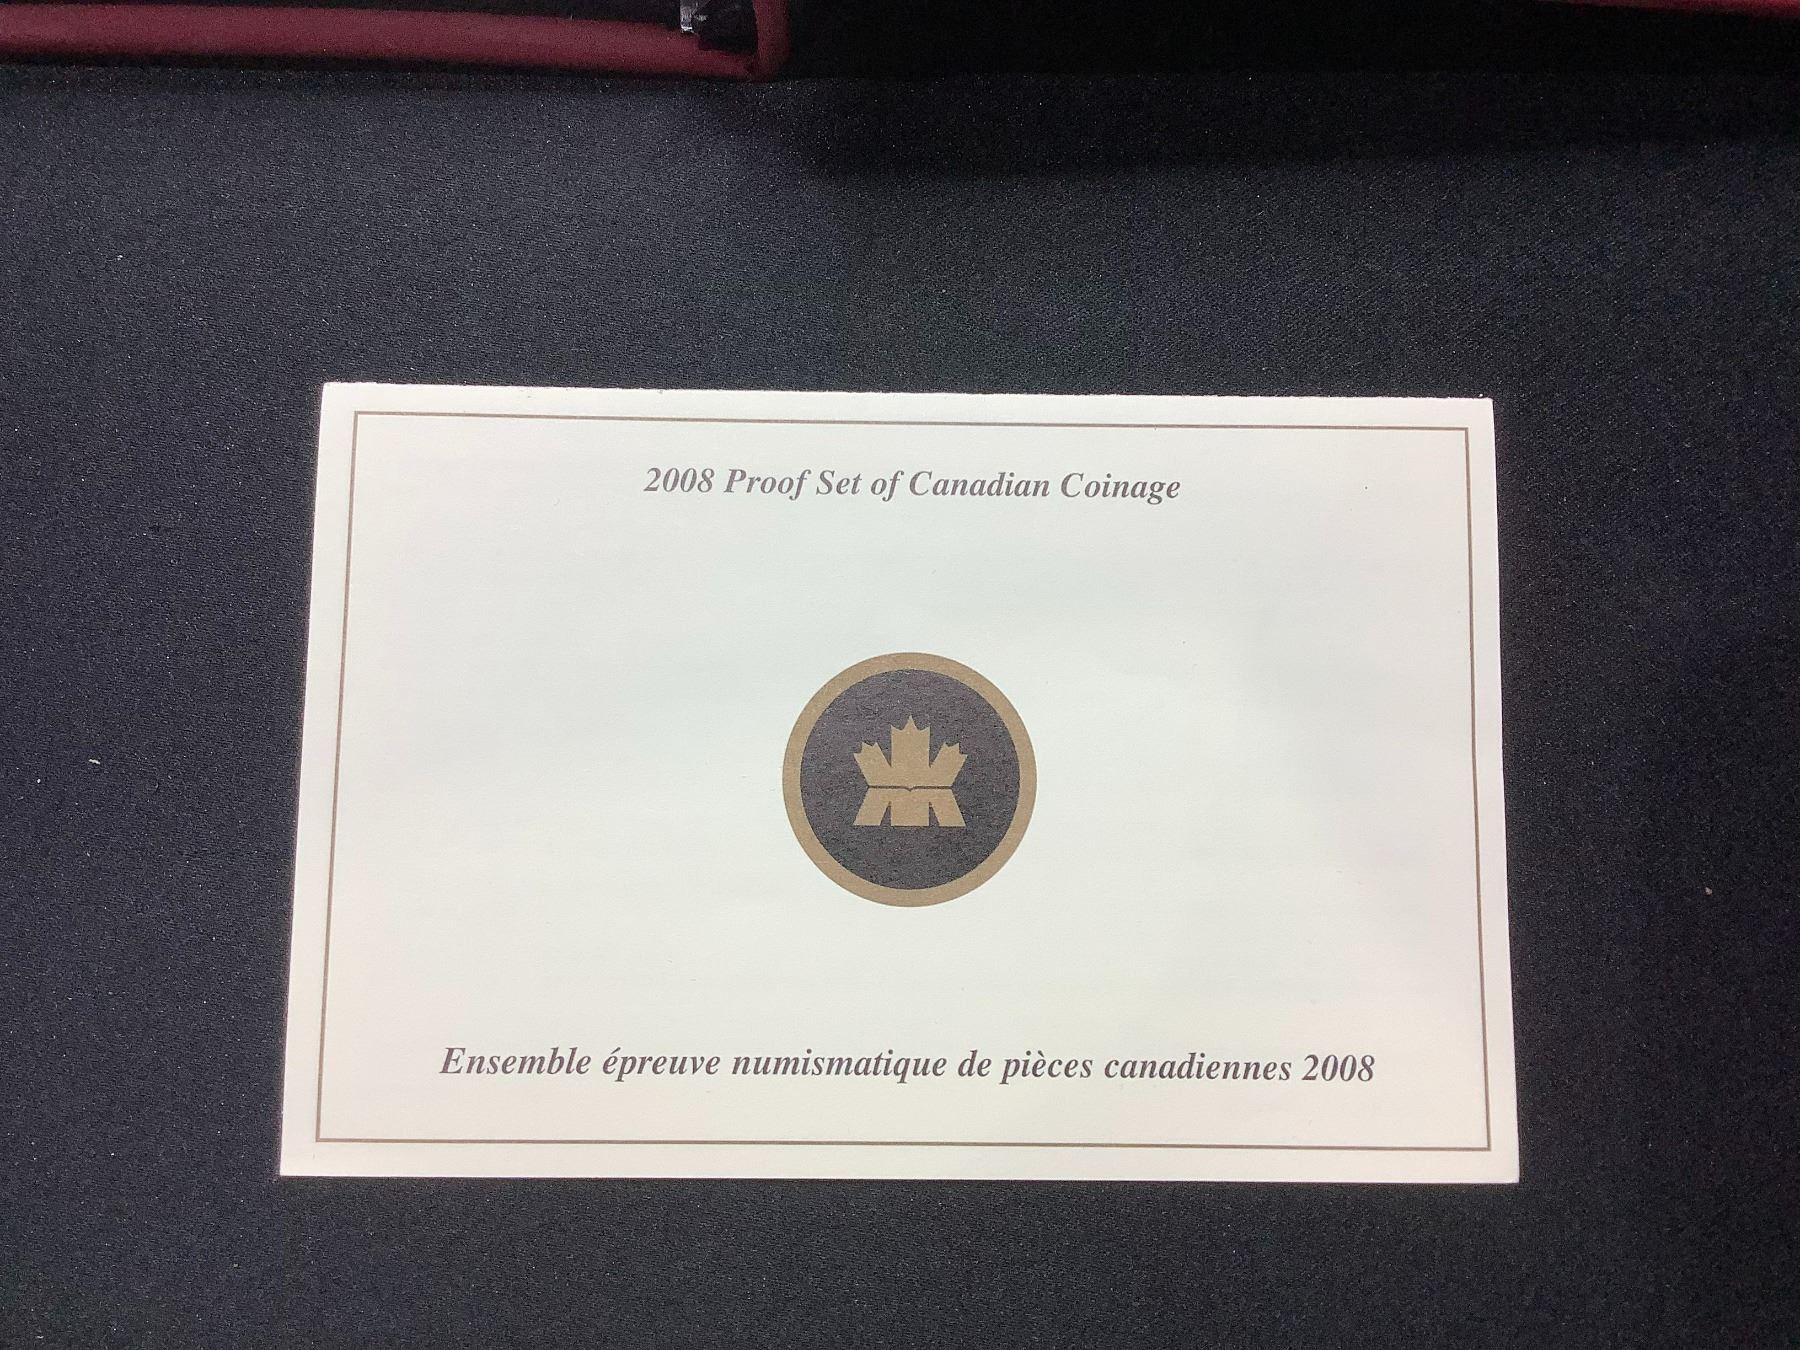 2008 Proof Set of Canadian Coinage
Ensemble épreuve numismatique de pièces canadiennes 2008